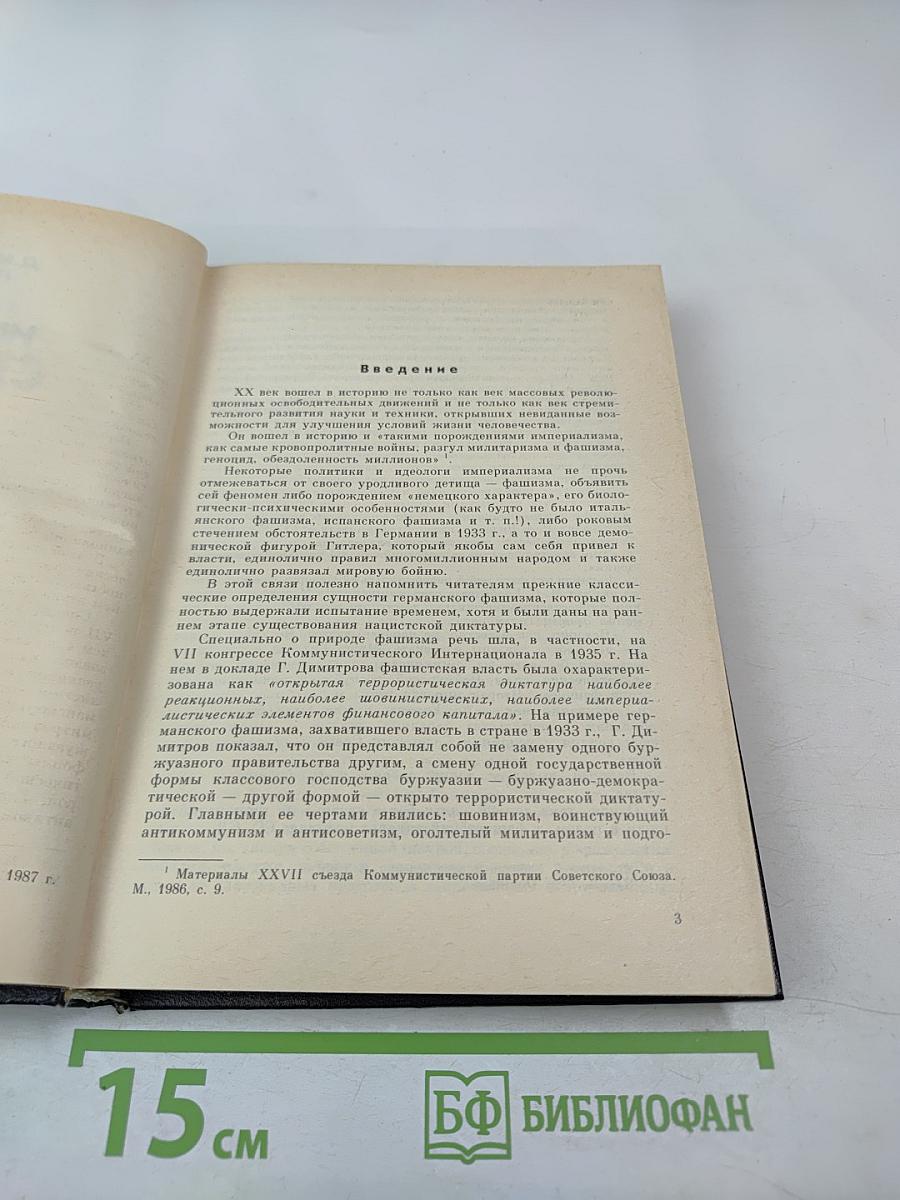 Введение
XX век вошел в историю не только как век массовых револю-
ционных освободительных движений и не только как век стреми-
тельного развития науки и техники, открывших невиданные воз-
можности для улучшения условий жизни человечества.
Он вошел в историю и «такими порождениями империализма,
как самые кровопролитные войны, разгул милитаризма и фашизма,
геноцид, обездоленность миллионов» 1.
Некоторые политики и идеологи империализма не прочь
отмежеваться от своего уродливого детища — фашизма, объявить
сей феномен либо порождением «немецкого характера», его биоло-
гически-психическими особенностями (как будто не было италь-
янского фашизма, испанского фашизма и т. п.!), либо роковым
стечением обстоятельств в Германии в 1933 г., а то и вовсе демо-
нической фигурой Гитлера, который якобы сам себя привел к
власти, единолично правил многомиллионным народом и также
единолично развязал мировую бойню.
В этой связи полезно напомнить читателям прежние класси-
ческие определения сущности германского фашизма, которые пол-
ностью выдержали испытание временем, хотя и были даны на ран-
нем этапе существования нацистской диктатуры.
Специально о природе фашизма речь шла, в частности, на
VII конгрессе Коммунистического Интернационала в 1935 г. На
нем в докладе Г. Димитрова фашистская власть была охарактери-
зована как «открытая террористическая диктатура наиболее
реакционных, наиболее шовинистических, наиболее империа-
листических элементов финансового капитала». На примере гер-
манского фашизма, захватившего власть в стране в 1933 г., Г. Ди-
митров показал, что он представлял собой не замену одного бур-
жуазного правительства другим, а смену одной государственной
формы классового господства буржуазии — буржуазно-демокра-
тической — другой формой — открыто террористической диктату-
рой. Главными ее чертами явились: шовинизм, воинствующий
антикоммунизм и антисоветизм, оголтелый милитаризм и подго-
1 Материалы XXVII съезда Коммунистической партии Советского Союза.
М., 1986, с. 9.
3
1987 г.
15 см
БФ БИБЛИОФАН